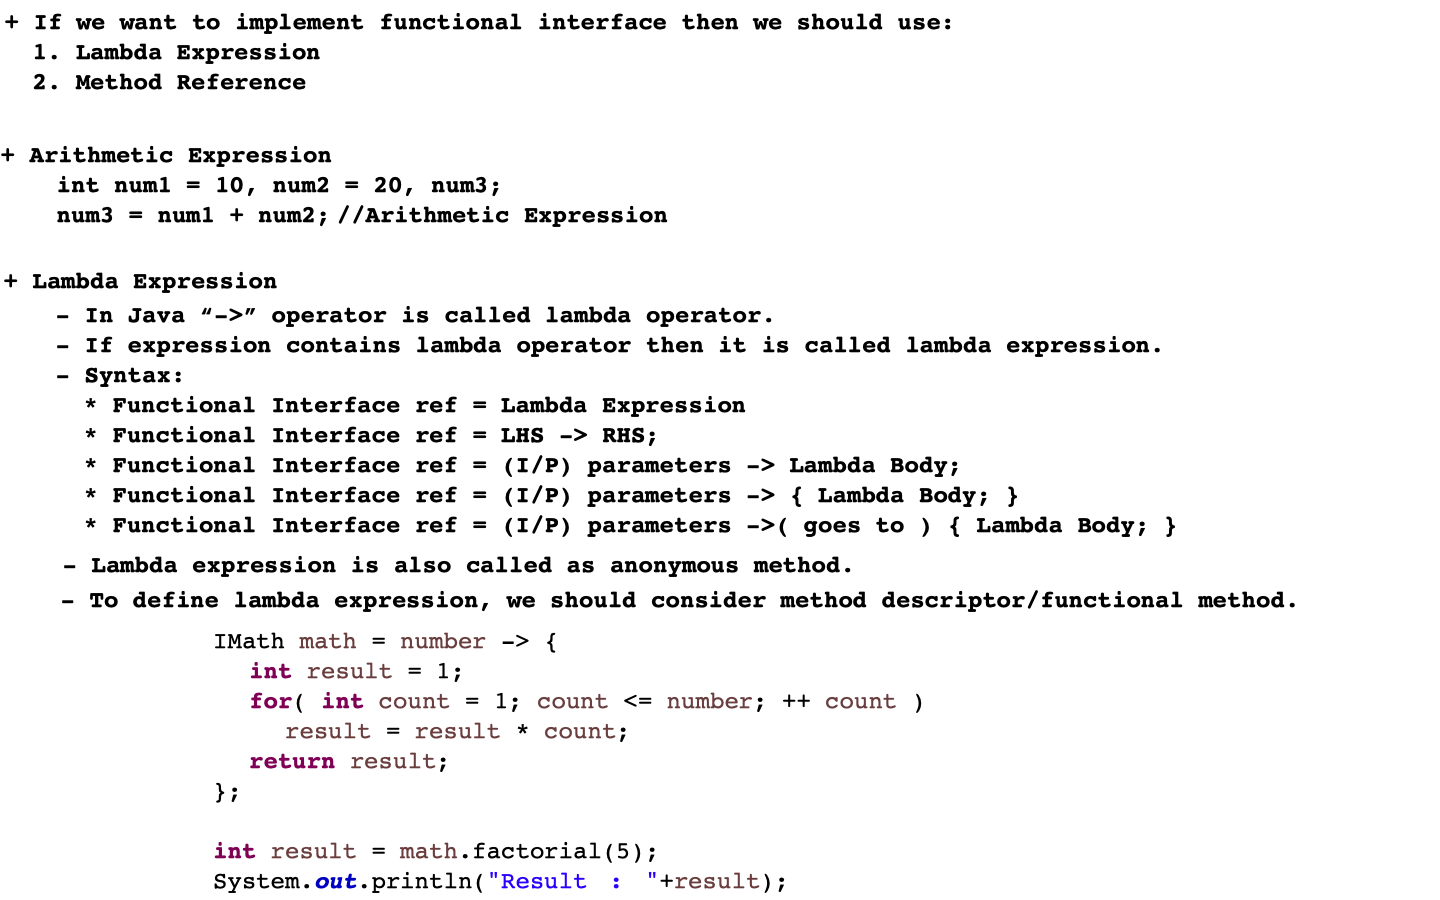 + If we want to implement functional interface then we should use:
1. Lambda Expression
2. Method Reference
+ Arithmetic Expression
int num1 = 10, num2 = 20, num3;
num3 = num1 + num2; //Arithmetic Expression
+ Lambda Expression
– In Java “->” operator is called lambda operator.
– If expression contains lambda operator then it is called lambda expression.
– Syntax:
* Functional Interface ref = Lambda Expression
* Functional Interface ref = LHS -> RHS;
* Functional Interface ref = (I/P) parameters -> Lambda Body;
* Functional Interface ref = (I/P) parameters -> { Lambda Body; }
* Functional Interface ref = (I/P) parameters ->( goes to ) { Lambda Body; }
– Lambda expression is also called as anonymous method.
– To define lambda expression, we should consider method descriptor/functional method.
IMath math = number -> {
int result = 1;
for( int count = 1; count <= number; ++ count )
result = result * count;
return result;
};
int result = math.factorial(5);
System.out.println("Result : "+result);